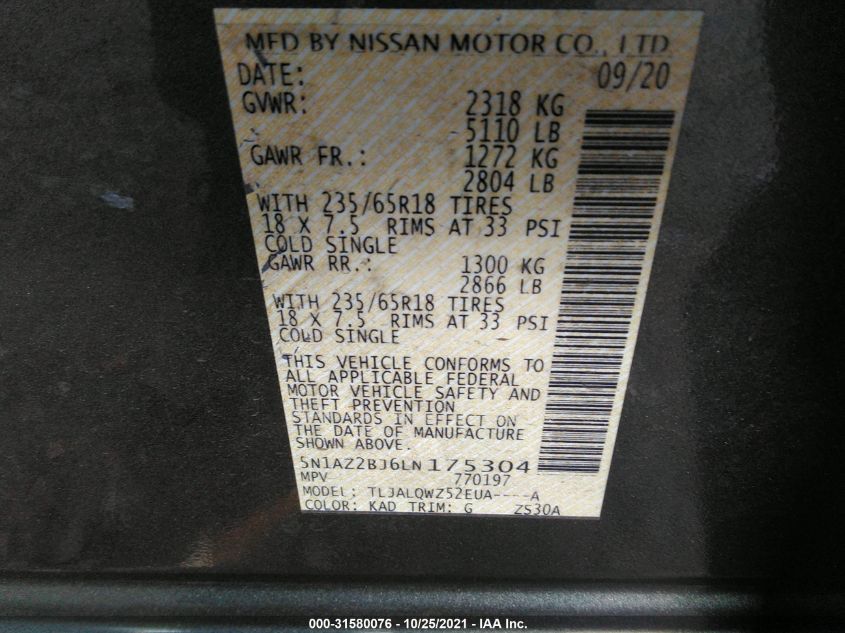 MFD BY NISSAN MOTOR CO., LTD
DATE: 09/20
GVWR: 2318 KG
5110 LB
GAWR FR.: 1272 KG
2804 LB
WITH 235/65R18 TIRES
18 X 7.5 RIMS AT 33 PSI
COLD SINGLE
GAWR RR.: 1300 KG
2866 LB
WITH 235/65R18 TIRES
18 X 7.5 RIMS AT 33 PSI
COLD SINGLE
THIS VEHICLE CONFORMS TO
ALL APPLICABLE FEDERAL
MOTOR VEHICLE SAFETY AND
THEFT PREVENTION
STANDARDS IN EFFECT ON
THE DATE OF MANUFACTURE
SHOWN ABOVE.
5N1AZ2BJ6LN175304
MPV 770197
MODEL: TLJALQWZ52EUA----A
COLOR: KAD TRIM: G ZS30A
000-31580076 - 10/25/2021 - IAA Inc.